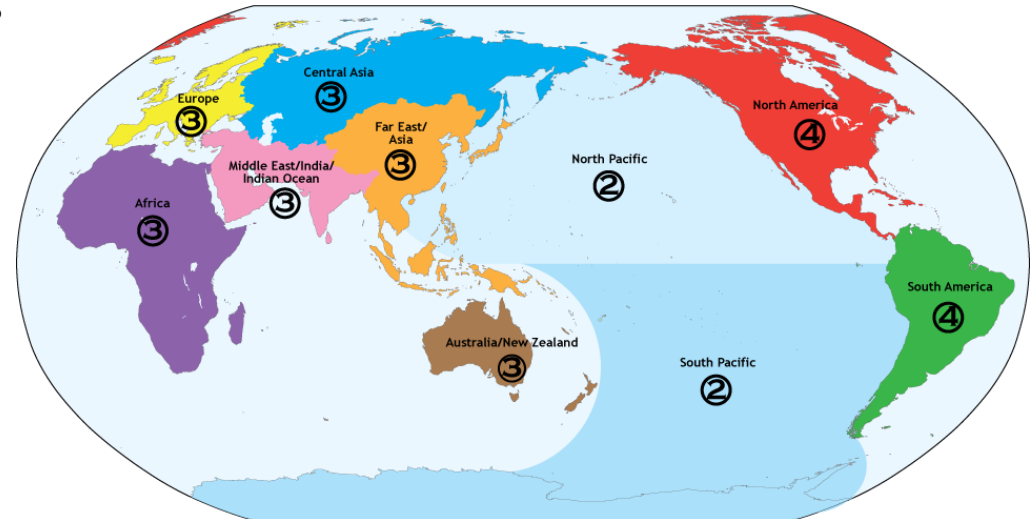 Central Asia
③
Europe
③
North America
④
Far East/
Asia
③
North Pacific
②
Middle East/India/
Indian Ocean
③
Africa
③
South America
④
Australia/New Zealand
③
South Pacific
②